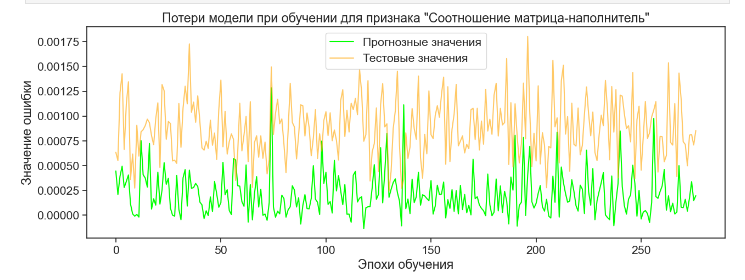 Потери модели при обучении для признака "Соотношение матрица-наполнитель"
Прогнозные значения
Тестовые значения
Значение ошибки
0.00175
0.00150
0.00125
0.00100
0.00075
0.00050
0.00025
0.00000
0 50 100 150 200 250
Эпохи обучения